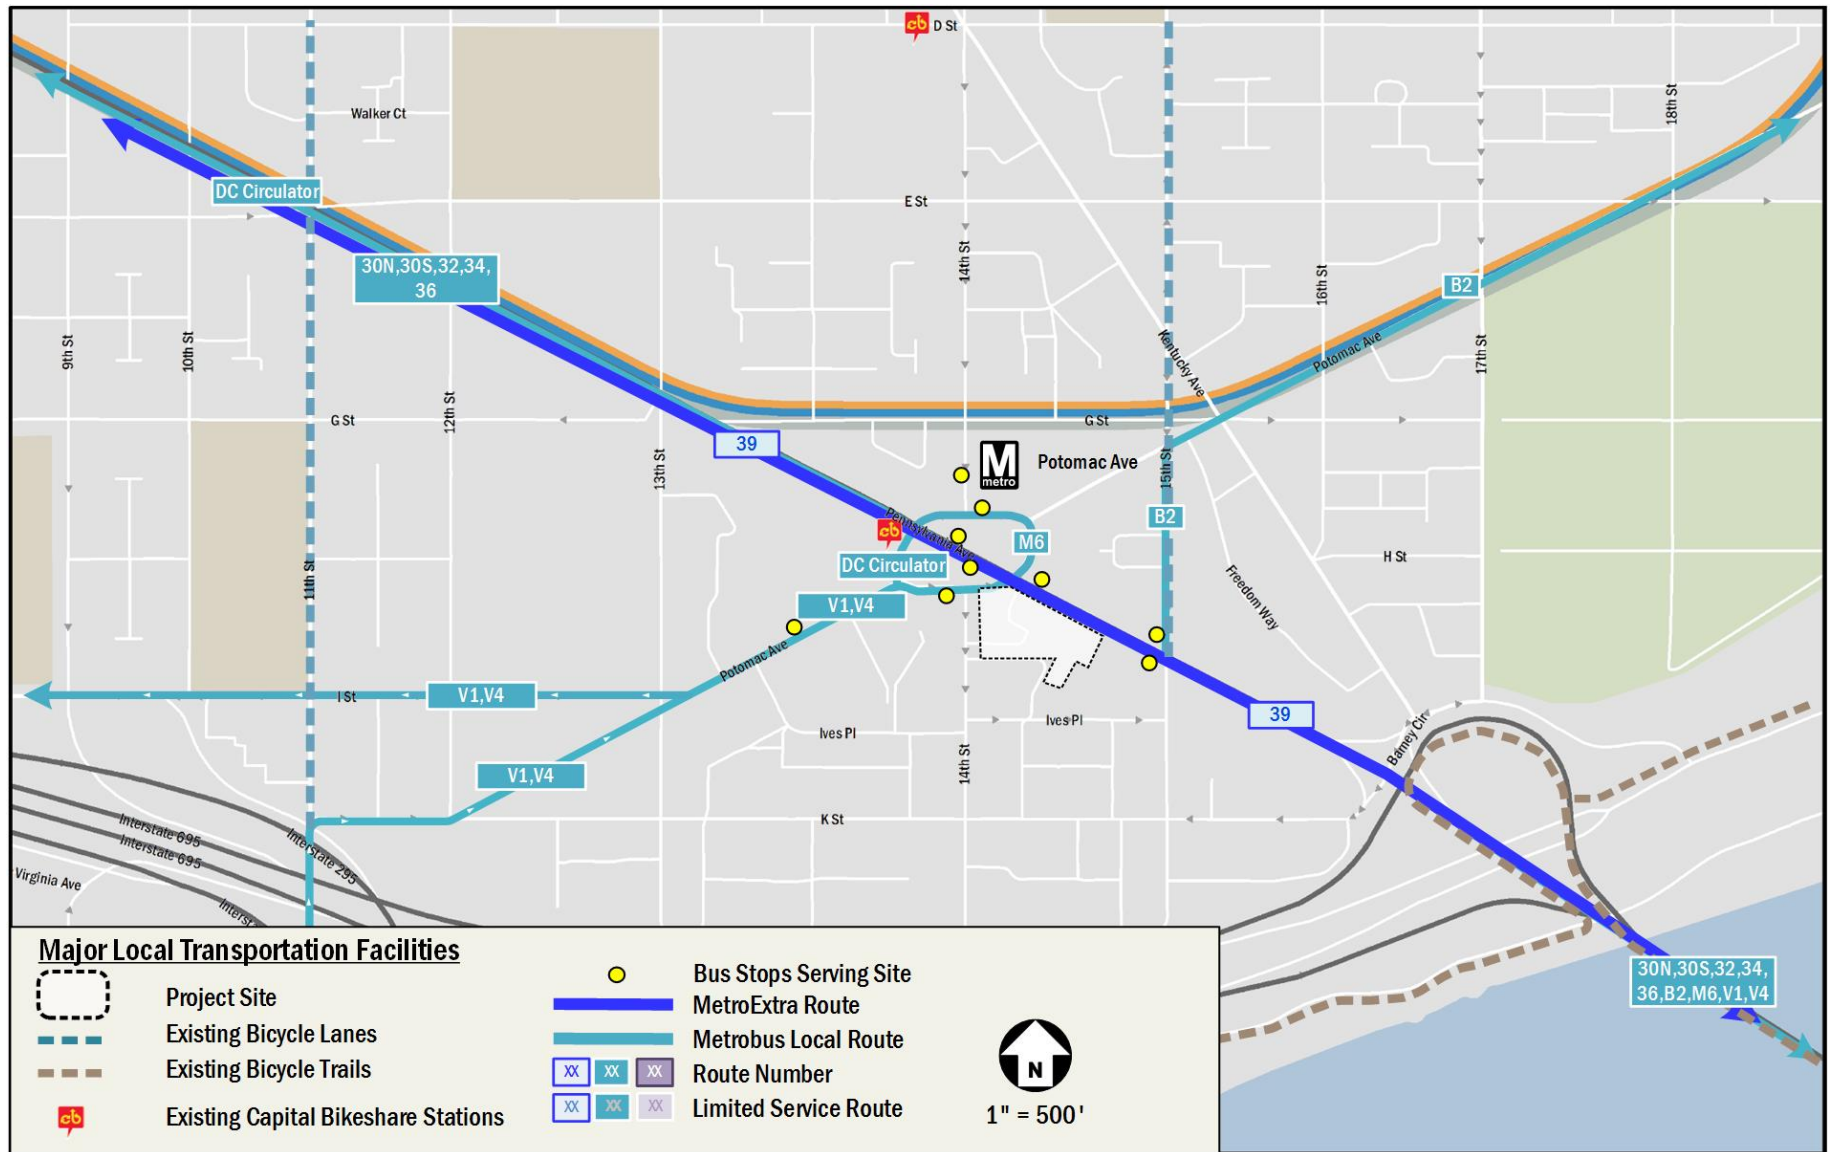 cb D St
Walker Ct
18th St
DC Circulator
E St
14th St
30N,30S,32,34,
36
16th St
B2
9th St
10th St
12th St
Kentucky Ave
Potomac Ave
17th St
G St
G St
39
13th St
M
metro
Potomac Ave
15th St
B2
cb
Pennsylvania Ave
M6
DC Circulator
H St
11th St
V1,V4
Freedom Way
Potomac Ave
I St
V1,V4
39
Ives Pl
Ives Pl
14th St
Barney Cir
V1,V4
K St
Interstate 695
Interstate 695
Interstate 295
Virginia Ave
Interst
30N,30S,32,34,
36,B2,M6,V1,V4
Major Local Transportation Facilities
Project Site
Existing Bicycle Lanes
Existing Bicycle Trails
cb Existing Capital Bikeshare Stations
Bus Stops Serving Site
MetroExtra Route
Metrobus Local Route
XX XX XX Route Number
XX XX XX Limited Service Route
N
1" = 500'